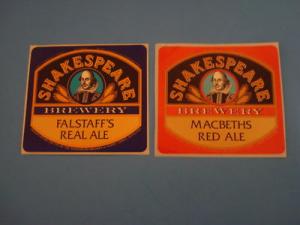 SHAKESPEARE
BREWERY
FALSTAFF'S
REAL ALE
SHAKESPEARE
BREWERY
MACBETHS
RED ALE